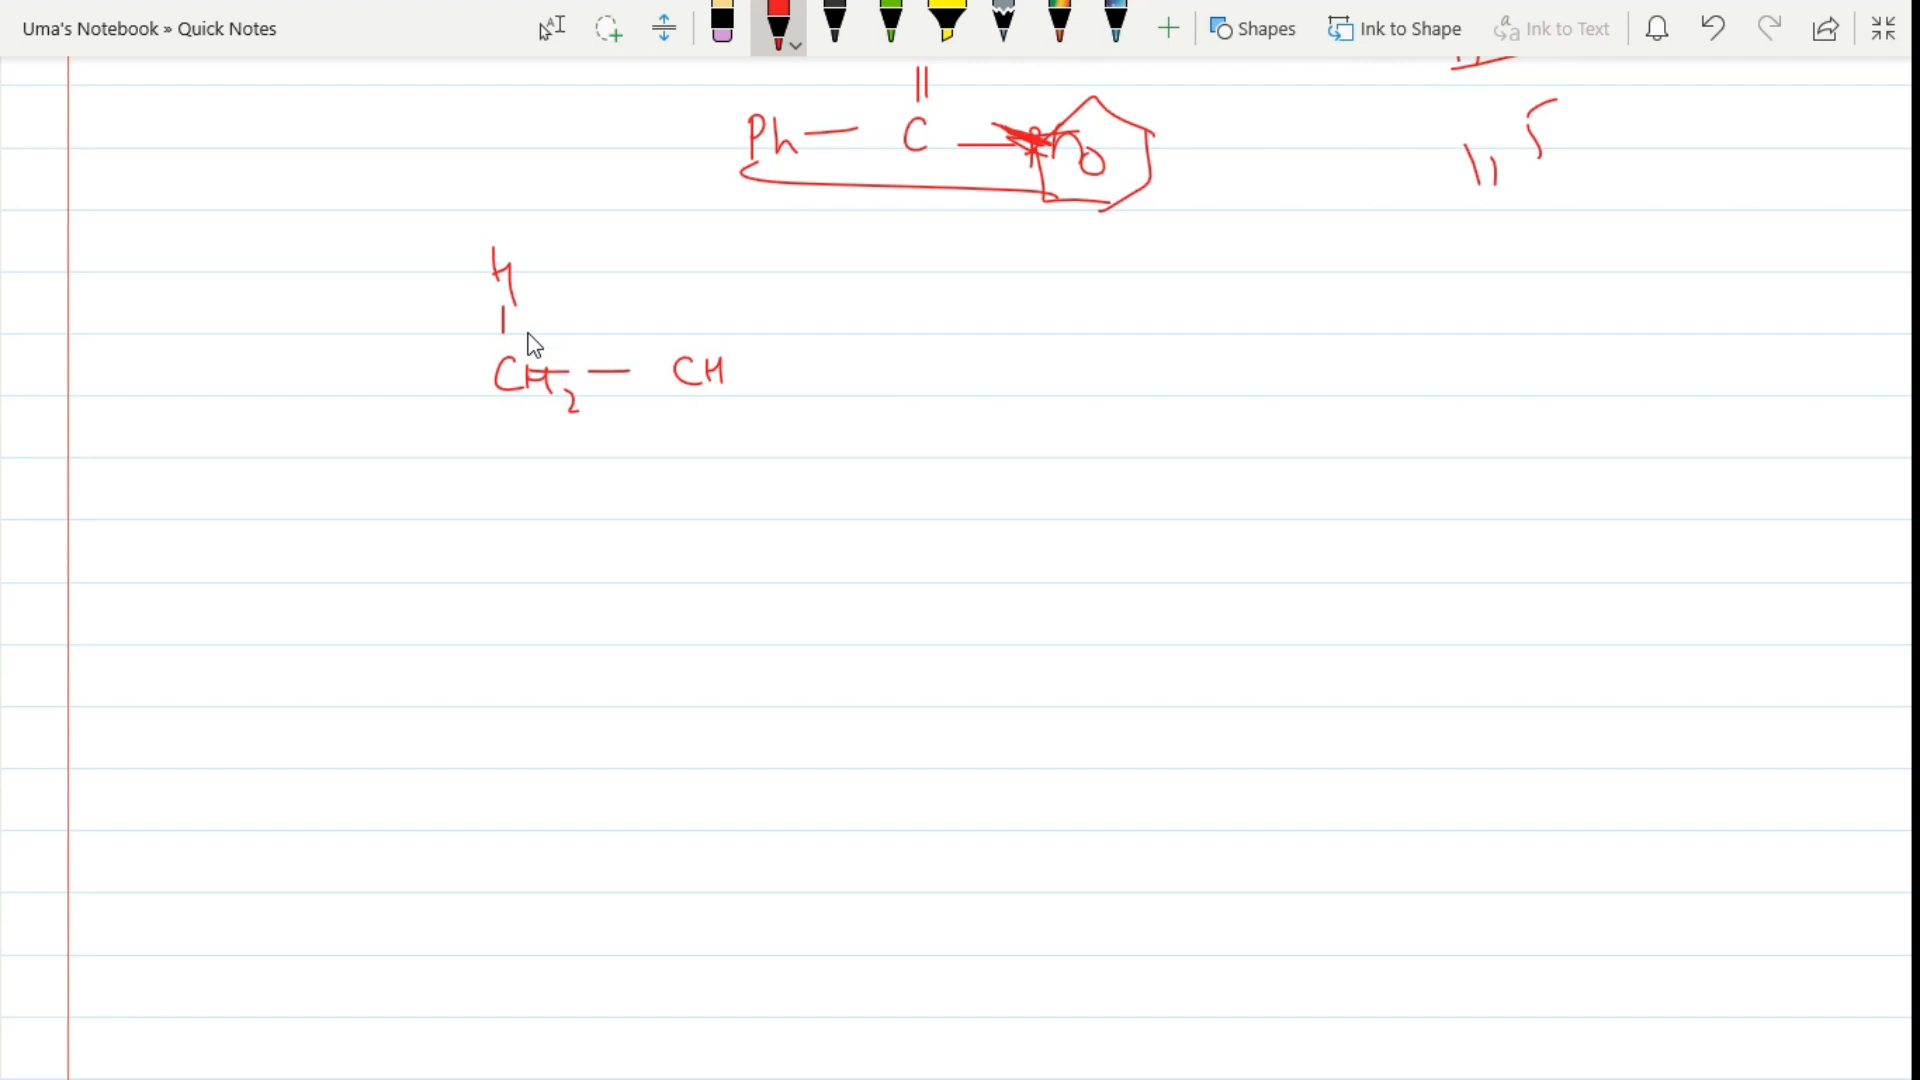 Uma's Notebook » Quick Notes
Shapes
Ink to Shape
Ink to Text
||
Ph — C —
H
|
CH2 — CH